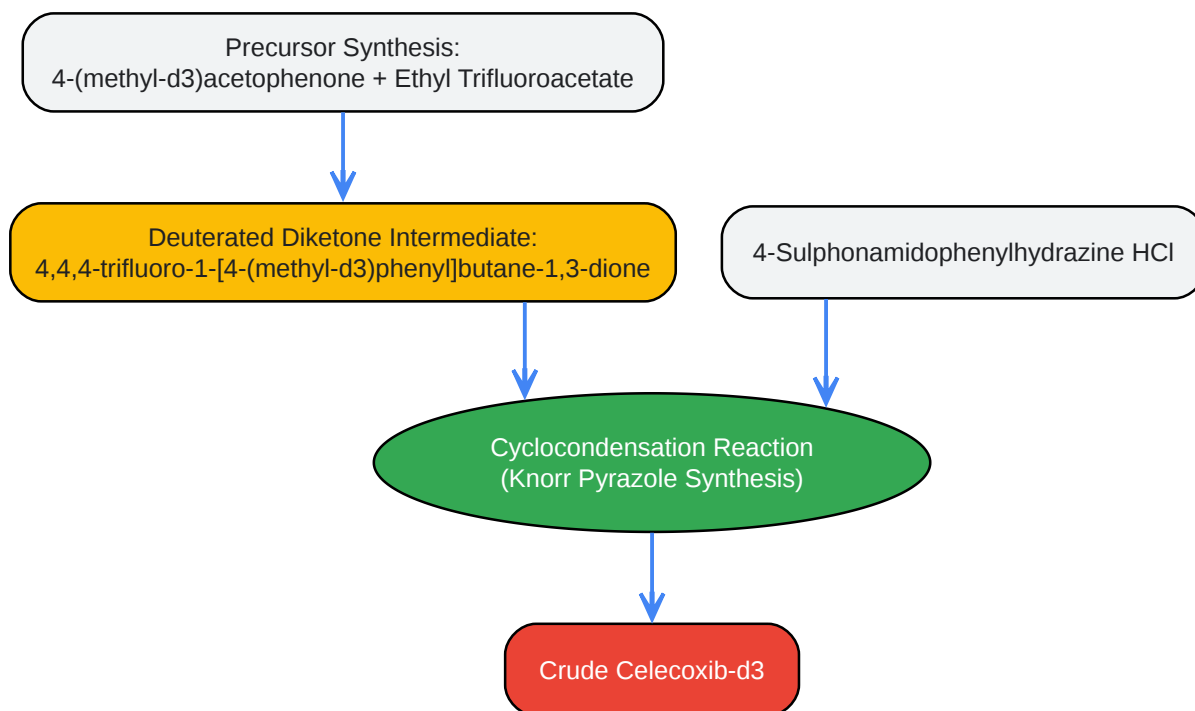 Precursor Synthesis:
4-(methyl-d3)acetophenone + Ethyl Trifluoroacetate
Deuterated Diketone Intermediate:
4,4,4-trifluoro-1-[4-(methyl-d3)phenyl]butane-1,3-dione
4-Sulphonamidophenylhydrazine HCl
Cyclocondensation Reaction
(Knorr Pyrazole Synthesis)
Crude Celecoxib-d3